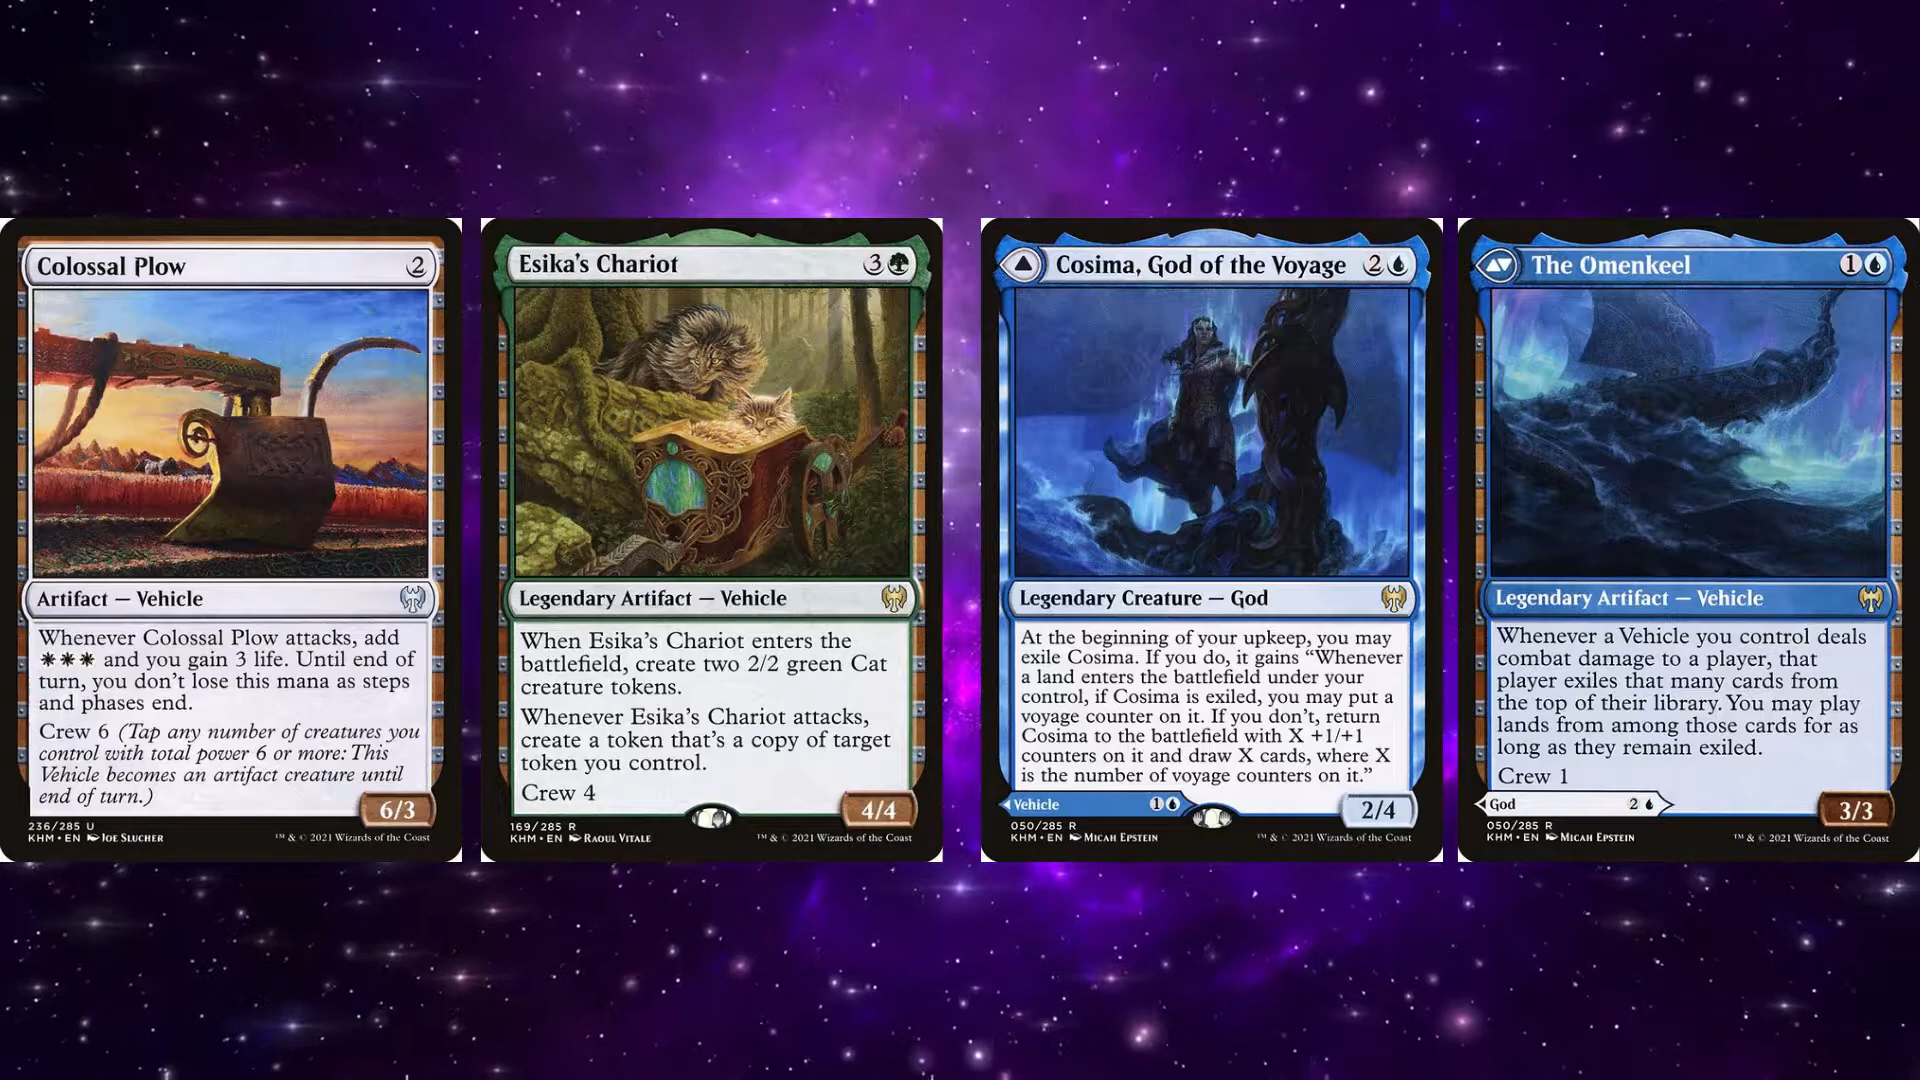 Colossal Plow 2
Artifact — Vehicle
Whenever Colossal Plow attacks, add
and you gain 3 life. Until end of
turn, you don't lose this mana as steps
and phases end.
Crew 6 (Tap any number of creatures you
control with total power 6 or more: This
Vehicle becomes an artifact creature until
end of turn.)
6/3
236/285 U
KHM • EN Joe Slucher
™ & © 2021 Wizards of the Coast
Esika's Chariot 3
Legendary Artifact — Vehicle
When Esika's Chariot enters the
battlefield, create two 2/2 green Cat
creature tokens.
Whenever Esika's Chariot attacks,
create a token that's a copy of target
token you control.
Crew 4
4/4
169/285 R
KHM • EN Raoul Vitale
™ & © 2021 Wizards of the Coast
Cosima, God of the Voyage 2
Legendary Creature — God
At the beginning of your upkeep, you may
exile Cosima. If you do, it gains “Whenever
a land enters the battlefield under your
control, if Cosima is exiled, you may put a
voyage counter on it. If you don't, return
Cosima to the battlefield with X +1/+1
counters on it and draw X cards, where X
is the number of voyage counters on it.”
Vehicle 1
2/4
050/285 R
KHM • EN Micah Epstein
™ & © 2021 Wizards of the Coast
The Omenkeel 1
Legendary Artifact — Vehicle
Whenever a Vehicle you control deals
combat damage to a player, that
player exiles that many cards from
the top of their library. You may play
lands from among those cards for as
long as they remain exiled.
Crew 1
God 2
3/3
050/285 R
KHM • EN Micah Epstein
™ & © 2021 Wizards of the Coast